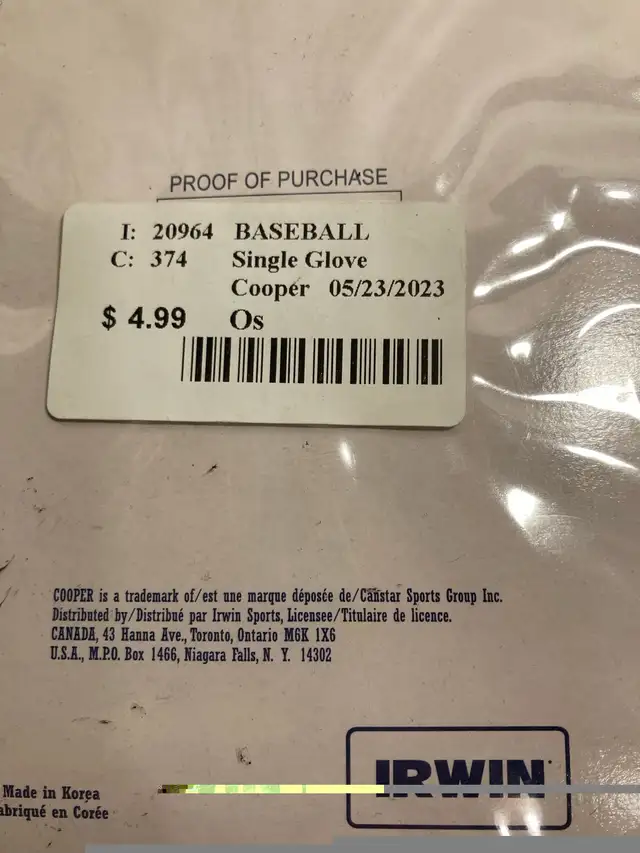 PROOF OF PURCHASE
I: 20964 BASEBALL
C: 374 Single Glove
Cooper 05/23/2023
$ 4.99 Os
COOPER is a trademark of/est une marque déposée de/Canstar Sports Group Inc.
Distributed by/Distribué par Irwin Sports, Licensee/Titulaire de licence.
CANADA, 43 Hanna Ave., Toronto, Ontario M6K 1X6
U.S.A., M.P.O. Box 1466, Niagara Falls, N. Y. 14302
IRWIN
Made in Korea
abriqué en Corée